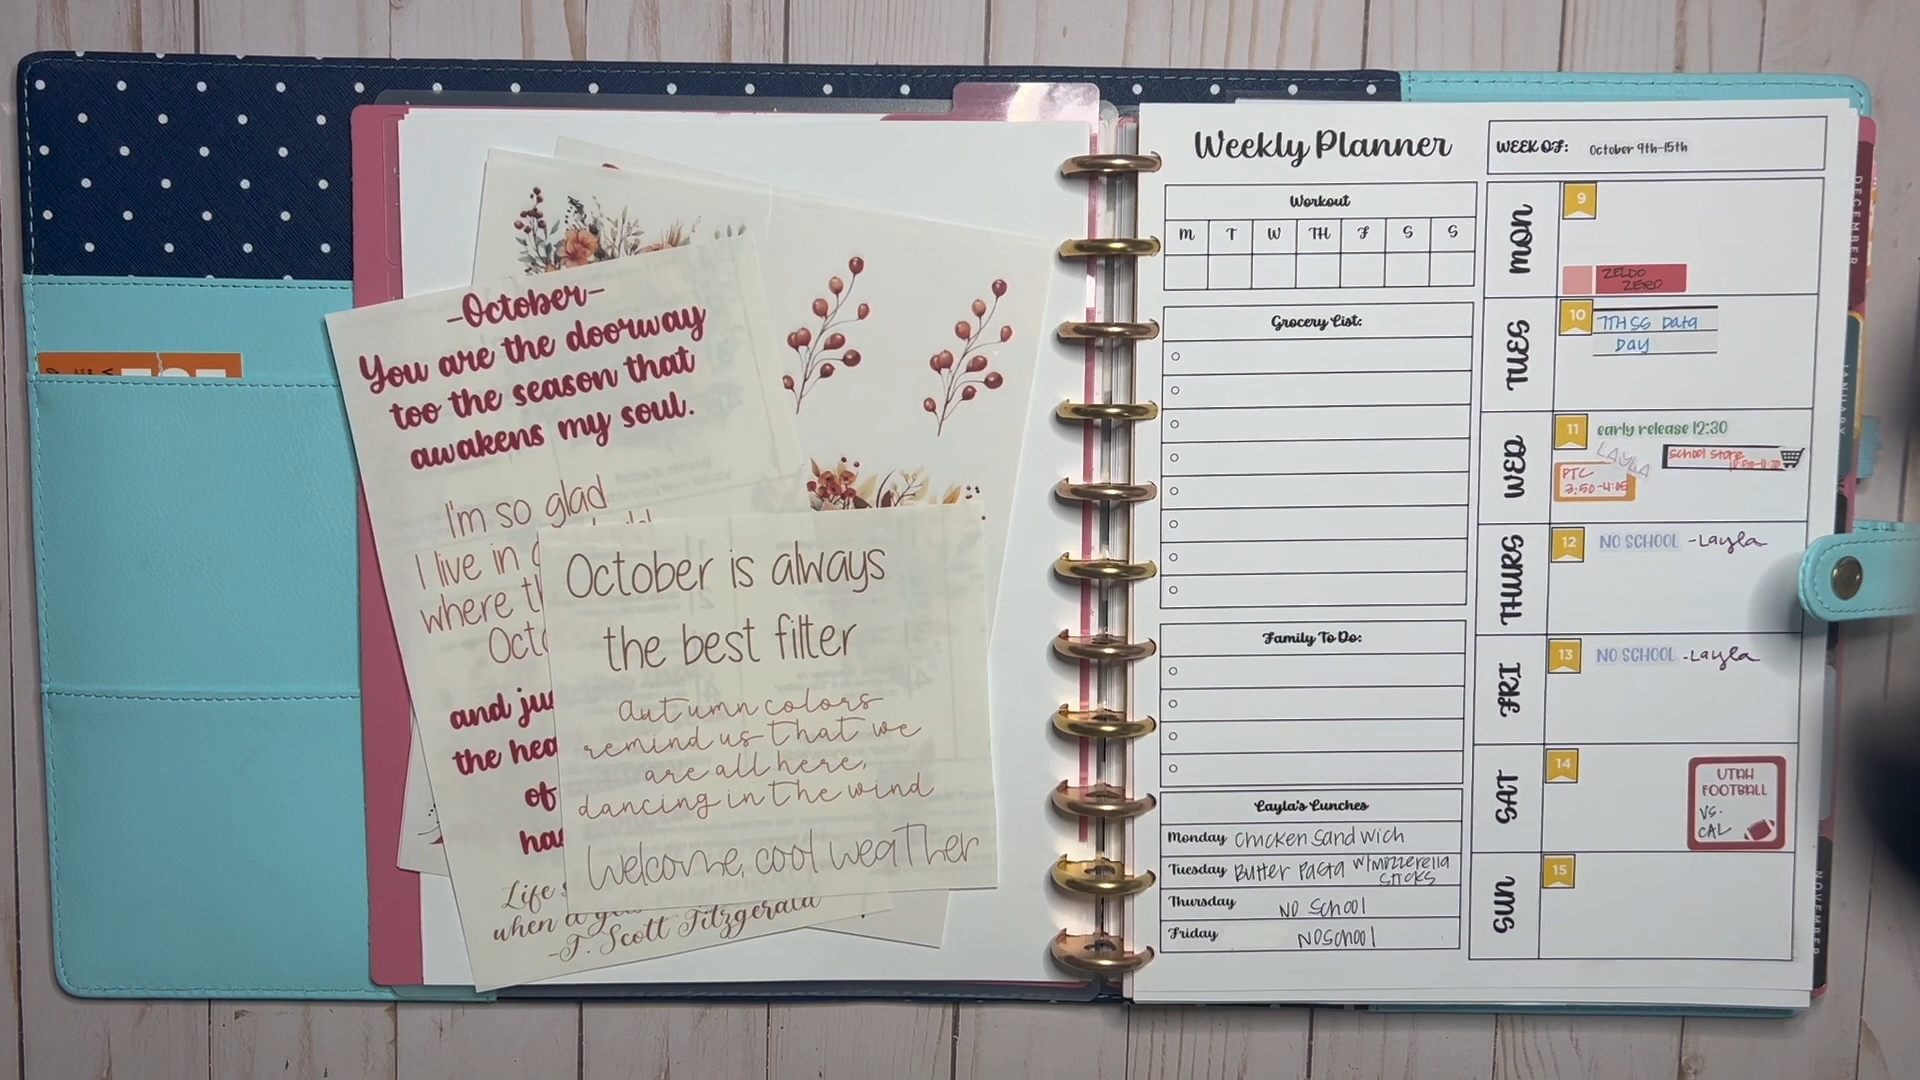 -October-
You are the doorway
too the season that
awakens my soul.
I'm so glad
I live in
where
and
the
of
Life
when a
-F. Scott Fitzgerald
October is always
the best filter
autumn colors
remind us that we
are all here,
dancing in the wind
Welcome, cool weather
Weekly Planner
WEEK OF: October 9th-15th
Workout
M T W TH F S S
Grocery List:
Family To Do:
Layla's Lunches
Monday Chicken Sandwich
Tuesday Butter Pasta w/mozzerella
sticks
Thursday No School
Friday No School
MON
9
ZELDO
ZERO
TUES
10
TTHSG Data
Day
WED
11
early release 12:30
LAYLA
School Store
PTC
3:50-4:05
THURS
12
NO SCHOOL -Layla
FRI
13
NO SCHOOL -Layla
SAT
14
UTAH
FOOTBALL
VS.
CAL
SUN
15
DECEMBER
JANUARY
NOVEMBER